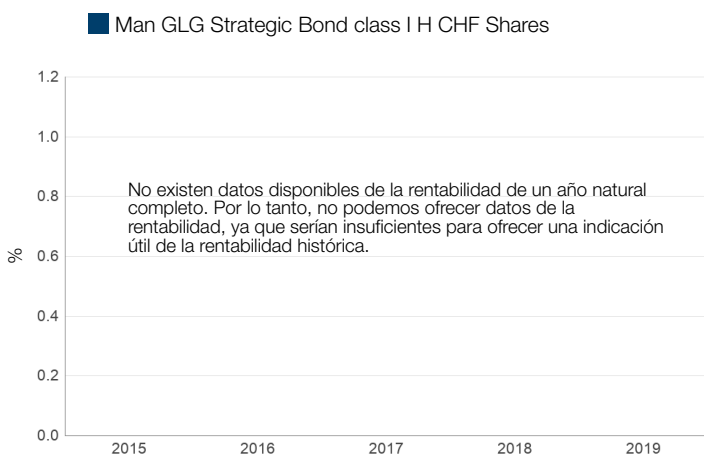 Man GLG Strategic Bond class I H CHF Shares
1.2
1.0
0.8
0.6
0.4
0.2
0.0
%
No existen datos disponibles de la rentabilidad de un año natural
completo. Por lo tanto, no podemos ofrecer datos de la
rentabilidad, ya que serían insuficientes para ofrecer una indicación
útil de la rentabilidad histórica.
2015 2016 2017 2018 2019